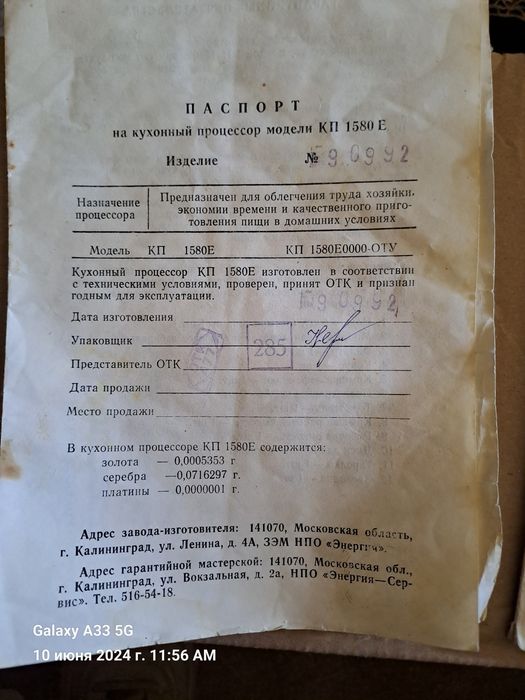 ПАСПОРТ
на кухонный процессор модели КП 1580 Е
Изделие № 90992
Назначение процессора
Предназначен для облегчения труда хозяйки,
экономии времени и качественного приго-
товления пищи в домашних условиях
Модель КП 1580Е КП 1580Е0000-ОТУ
Кухонный процессор КП 1580Е изготовлен в соответствии
с техническими условиями, проверен, принят ОТК и признан
годным для эксплуатации.
Дата изготовления 90992
Упаковщик
285
Представитель ОТК
Дата продажи
Место продажи
В кухонном процессоре КП 1580Е содержится:
золота — 0,0005353 г
серебра —0,0716297 г.
платины — 0,0000001 г.
Адрес завода-изготовителя: 141070, Московская область,
г. Калининград, ул. Ленина, д. 4А, ЗЭМ НПО «Энергия».
Адрес гарантийной мастерской: 141070, Московская обл.,
г. Калининград, ул. Вокзальная, д. 2а, НПО «Энергия—Сер-
вис». Тел. 516-54-18.
Galaxy A33 5G
10 июня 2024 г. 11:56 AM